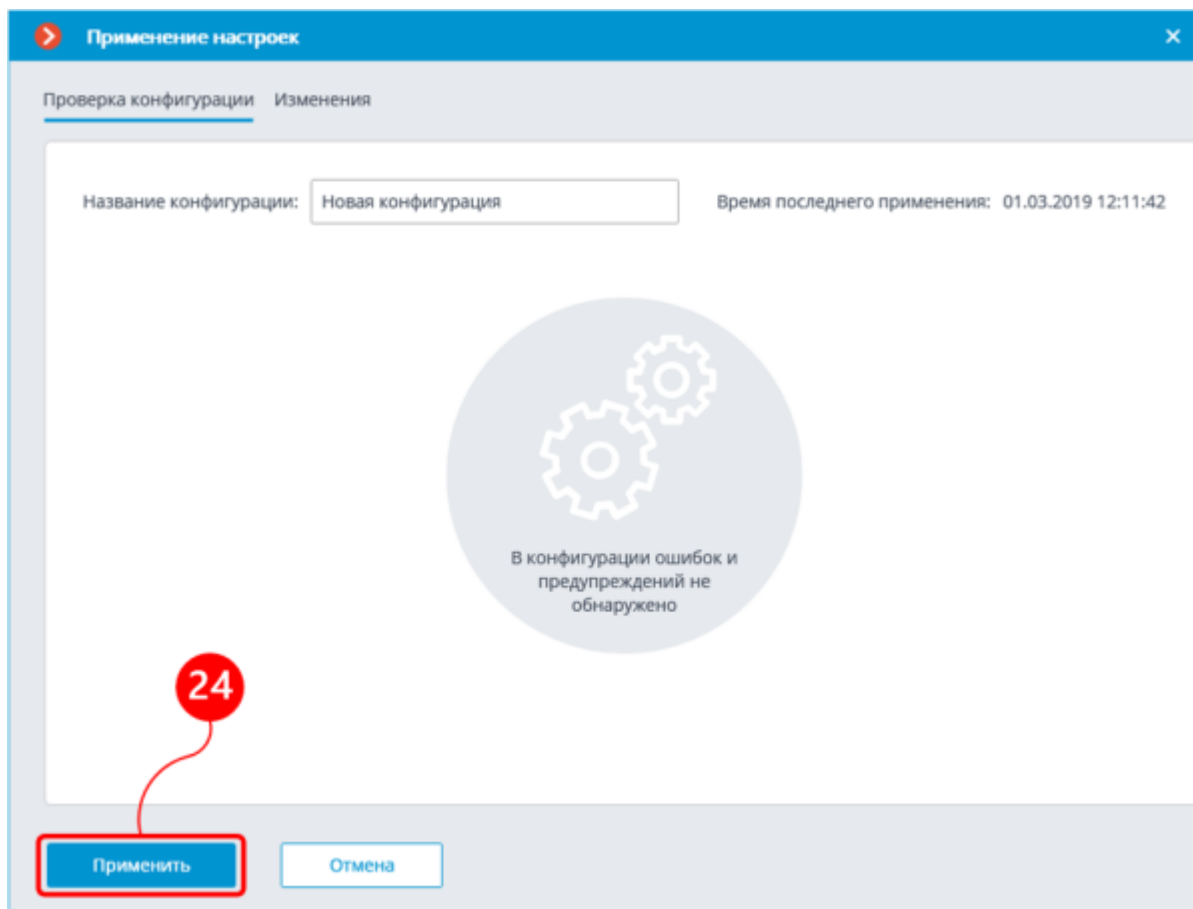 Применение настроек
Проверка конфигурации Изменения
Название конфигурации: Новая конфигурация Время последнего применения: 01.03.2019 12:11:42
В конфигурации ошибок и
предупреждений не
обнаружено
24
Применить Отмена